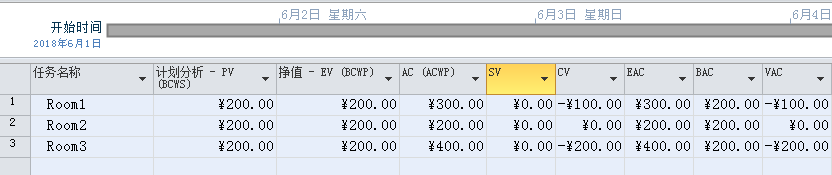 6月2日 星期六 6月3日 星期日 6月4日
开始时间
2018年6月1日
任务名称 计划分析 - PV (BCWS) 挣值 - EV (BCWP) AC (ACWP) SV CV EAC BAC VAC
1 Room1 ¥200.00 ¥200.00 ¥300.00 ¥0.00 -¥100.00 ¥300.00 ¥200.00 -¥100.00
2 Room2 ¥200.00 ¥200.00 ¥200.00 ¥0.00 ¥0.00 ¥200.00 ¥200.00 ¥0.00
3 Room3 ¥200.00 ¥200.00 ¥400.00 ¥0.00 -¥200.00 ¥400.00 ¥200.00 -¥200.00